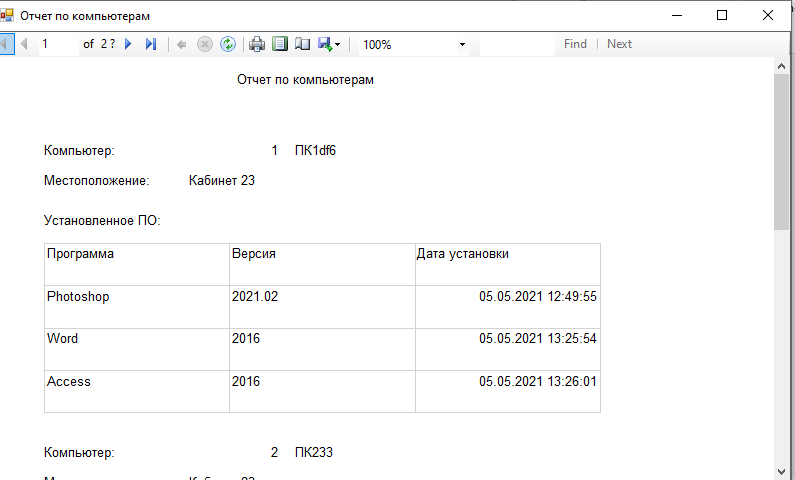 Отчет по компьютерам
1 of 2 ? 100% Find Next
Отчет по компьютерам
Компьютер: 1 ПК1df6
Местоположение: Кабинет 23
Установленное ПО:
Программа Версия Дата установки
Photoshop 2021.02 05.05.2021 12:49:55
Word 2016 05.05.2021 13:25:54
Access 2016 05.05.2021 13:26:01
Компьютер: 2 ПК233